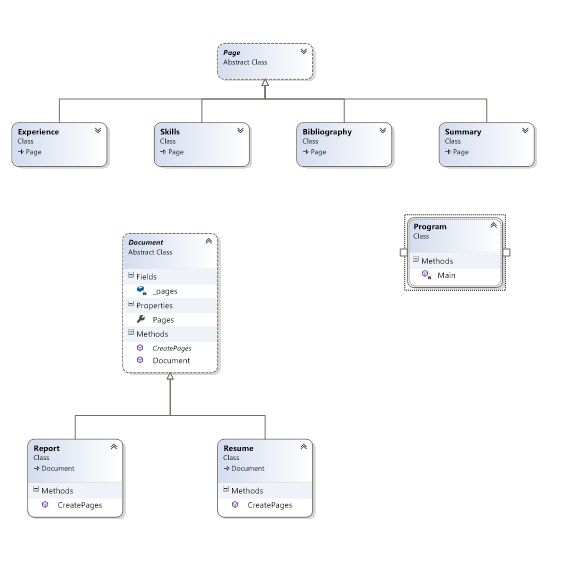 Page
Abstract Class
Experience
Class
Page
Skills
Class
Page
Bibliography
Class
Page
Summary
Class
Page
Program
Class
Methods
Main
Document
Abstract Class
Fields
_pages
Properties
Pages
Methods
CreatePages
Document
Report
Class
Document
Methods
CreatePages
Resume
Class
Document
Methods
CreatePages